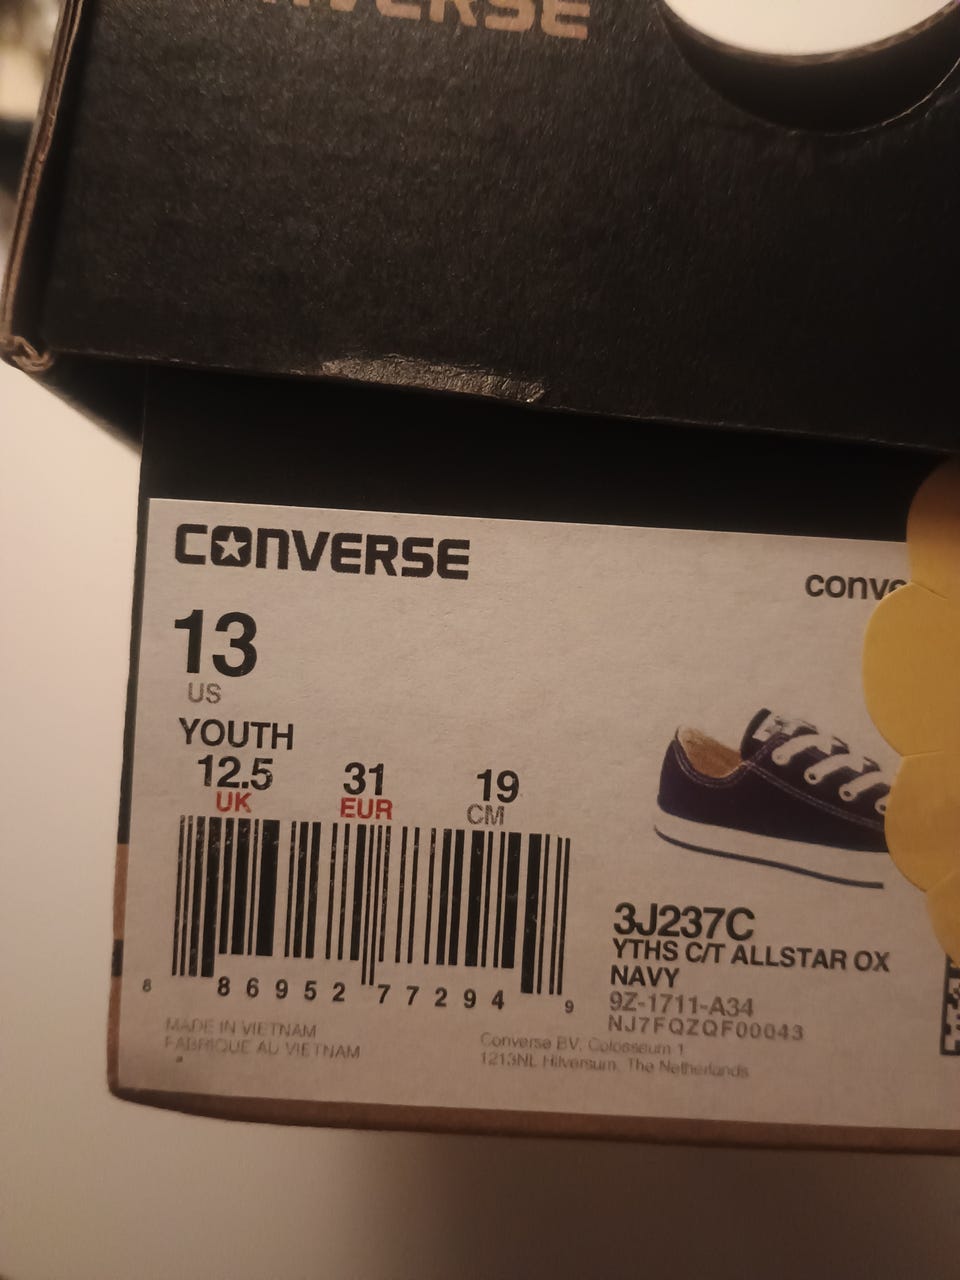 CONVERSE
conve
13
US
YOUTH
12.5 31 19
UK EUR CM
3J237C
YTHS C/T ALLSTAR OX
NAVY
9Z-1711-A34
NJ7FQZQF00043
8 86952 77294 9
MADE IN VIETNAM
FABRIQUE AU VIETNAM
Converse BV, Colosseum 1
1213NL Hilversum, The Netherlands